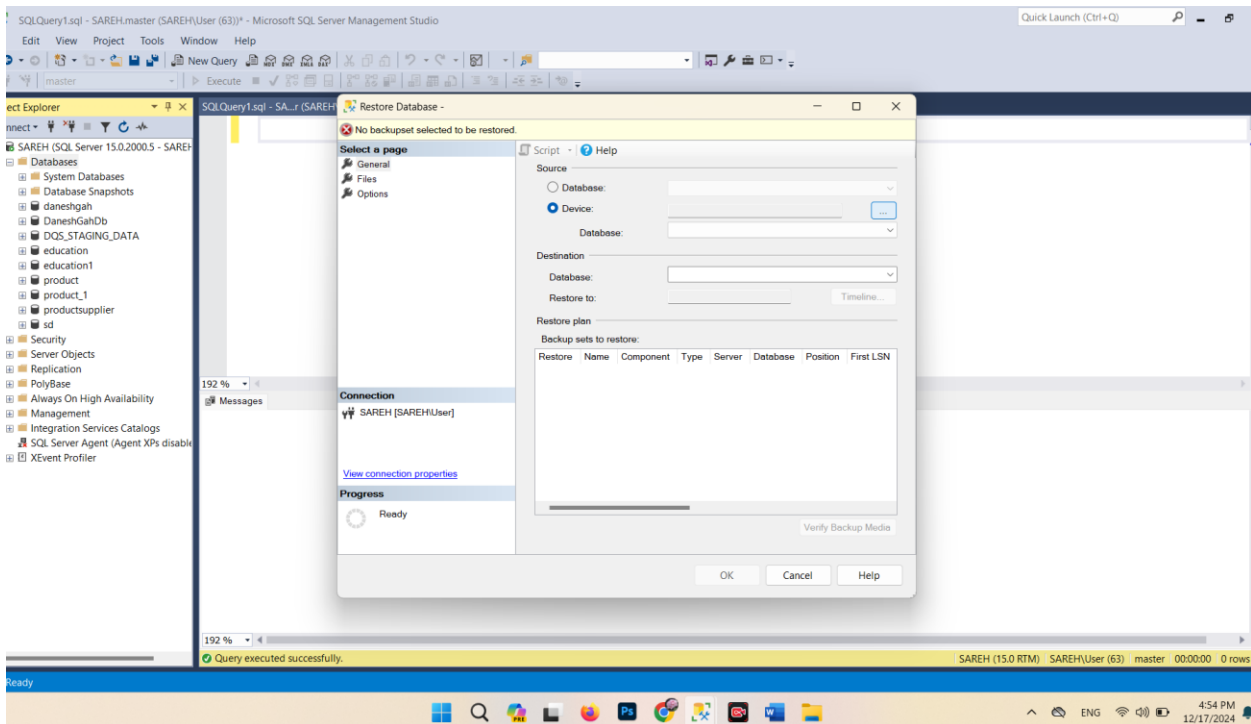 SQLQuery1.sql - SAREH.master (SAREH\User (63))* - Microsoft SQL Server Management Studio
Quick Launch (Ctrl+Q)
Edit View Project Tools Window Help
New Query
master
Execute
ect Explorer
SQLQuery1.sql - SA...r (SAREH
nnect
SAREH (SQL Server 15.0.2000.5 - SAREH
Databases
System Databases
Database Snapshots
daneshgah
DaneshGahDb
DQS_STAGING_DATA
education
education1
product
product_1
productsupplier
sd
Security
Server Objects
Replication
PolyBase
Always On High Availability
Management
Integration Services Catalogs
SQL Server Agent (Agent XPs disable
XEvent Profiler
Restore Database -
No backupset selected to be restored.
Select a page
General
Files
Options
Script
Help
Source
Database:
Device:
...
Database:
Destination
Database:
Restore to:
Timeline...
Restore plan
Backup sets to restore:
Restore Name Component Type Server Database Position First LSN
Connection
SAREH [SAREH\User]
View connection properties
Progress
Ready
Verify Backup Media
OK Cancel Help
192 %
Messages
192 %
Query executed successfully.
SAREH (15.0 RTM) SAREH\User (63) master 00:00:00 0 rows
Ready
PRE
Ps
ENG
4:54 PM
12/17/2024